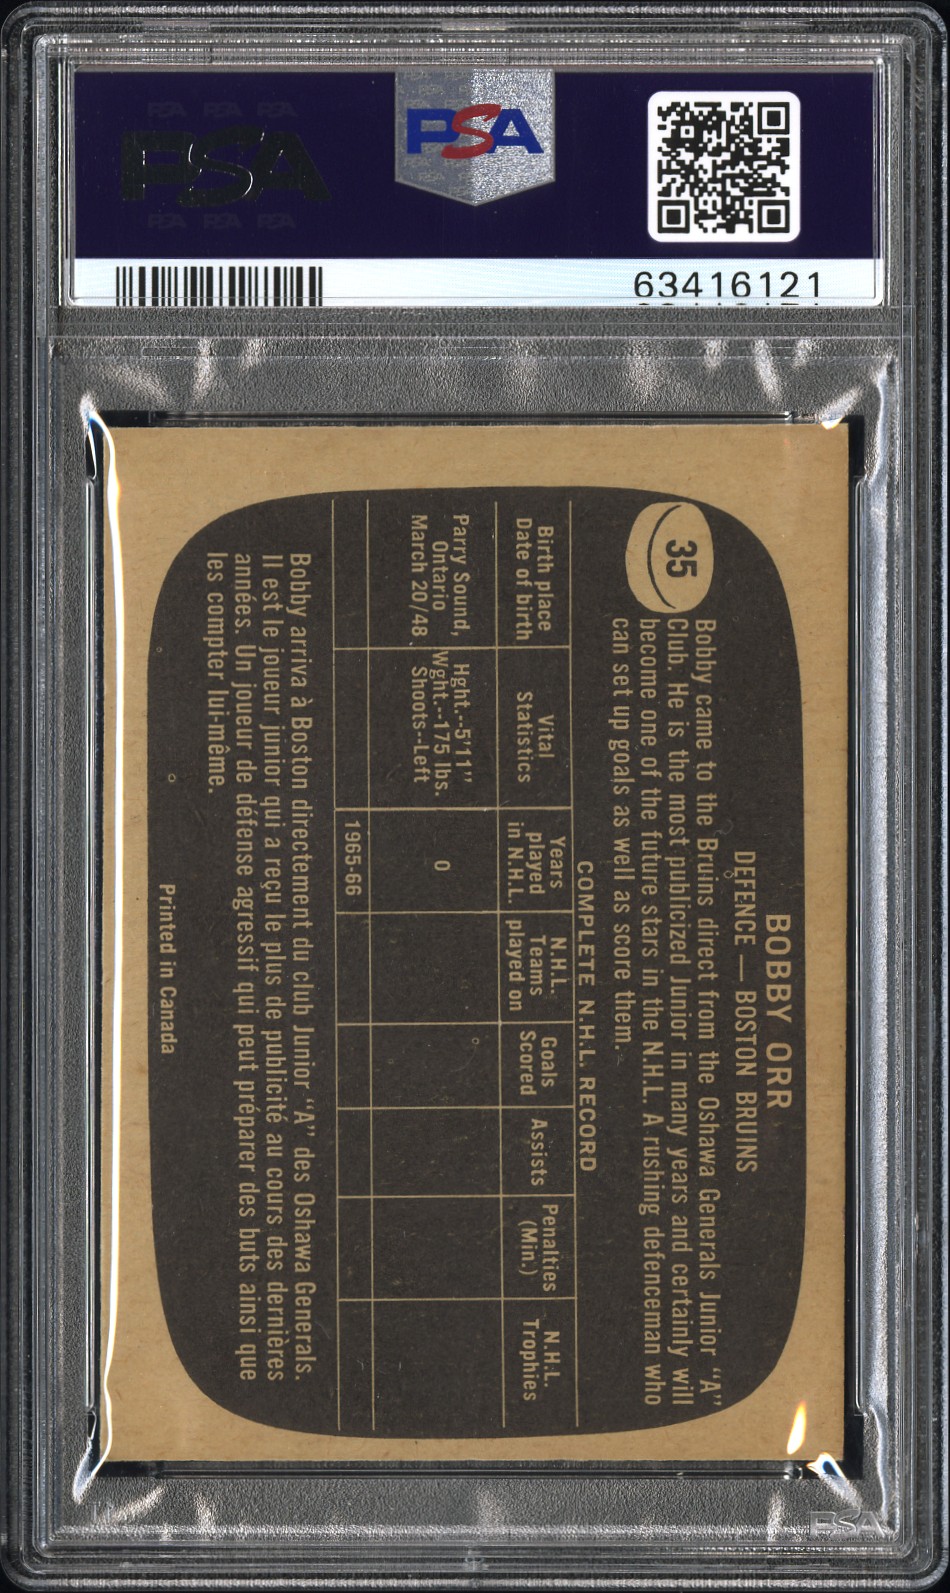 PSA PSA PSA
PSA
PSA PSA PSA
PSA
63416121
BOBBY ORR
DEFENCE — BOSTON BRUINS
35
Bobby came to the Bruins direct from the Oshawa Generals Junior "A"
Club. He is the most publicized Junior in many years and certainly will
become one of the future stars in the N.H.L. A rushing defenceman who
can set up goals as well as score them.
COMPLETE N.H.L. RECORD
Birth place
Date of birth
Vital
Statistics
Years
played
in N.H.L.
N.H.L.
Teams
played on
Goals
Scored
Assists
Penalties
(Min.)
N.H.L.
Trophies
Parry Sound,
Ontario
March 20/48
Hght.--5'11"
Wght.--175 lbs.
Shoots--Left
0
1965-66
Bobby arriva à Boston directement du club Junior "A" des Oshawa Generals.
Il est le joueur junior qui a reçu le plus de publicité au cours des dernières
années. Un joueur de défense agressif qui peut préparer des buts ainsi que
les compter lui-même.
Printed in Canada
PSA